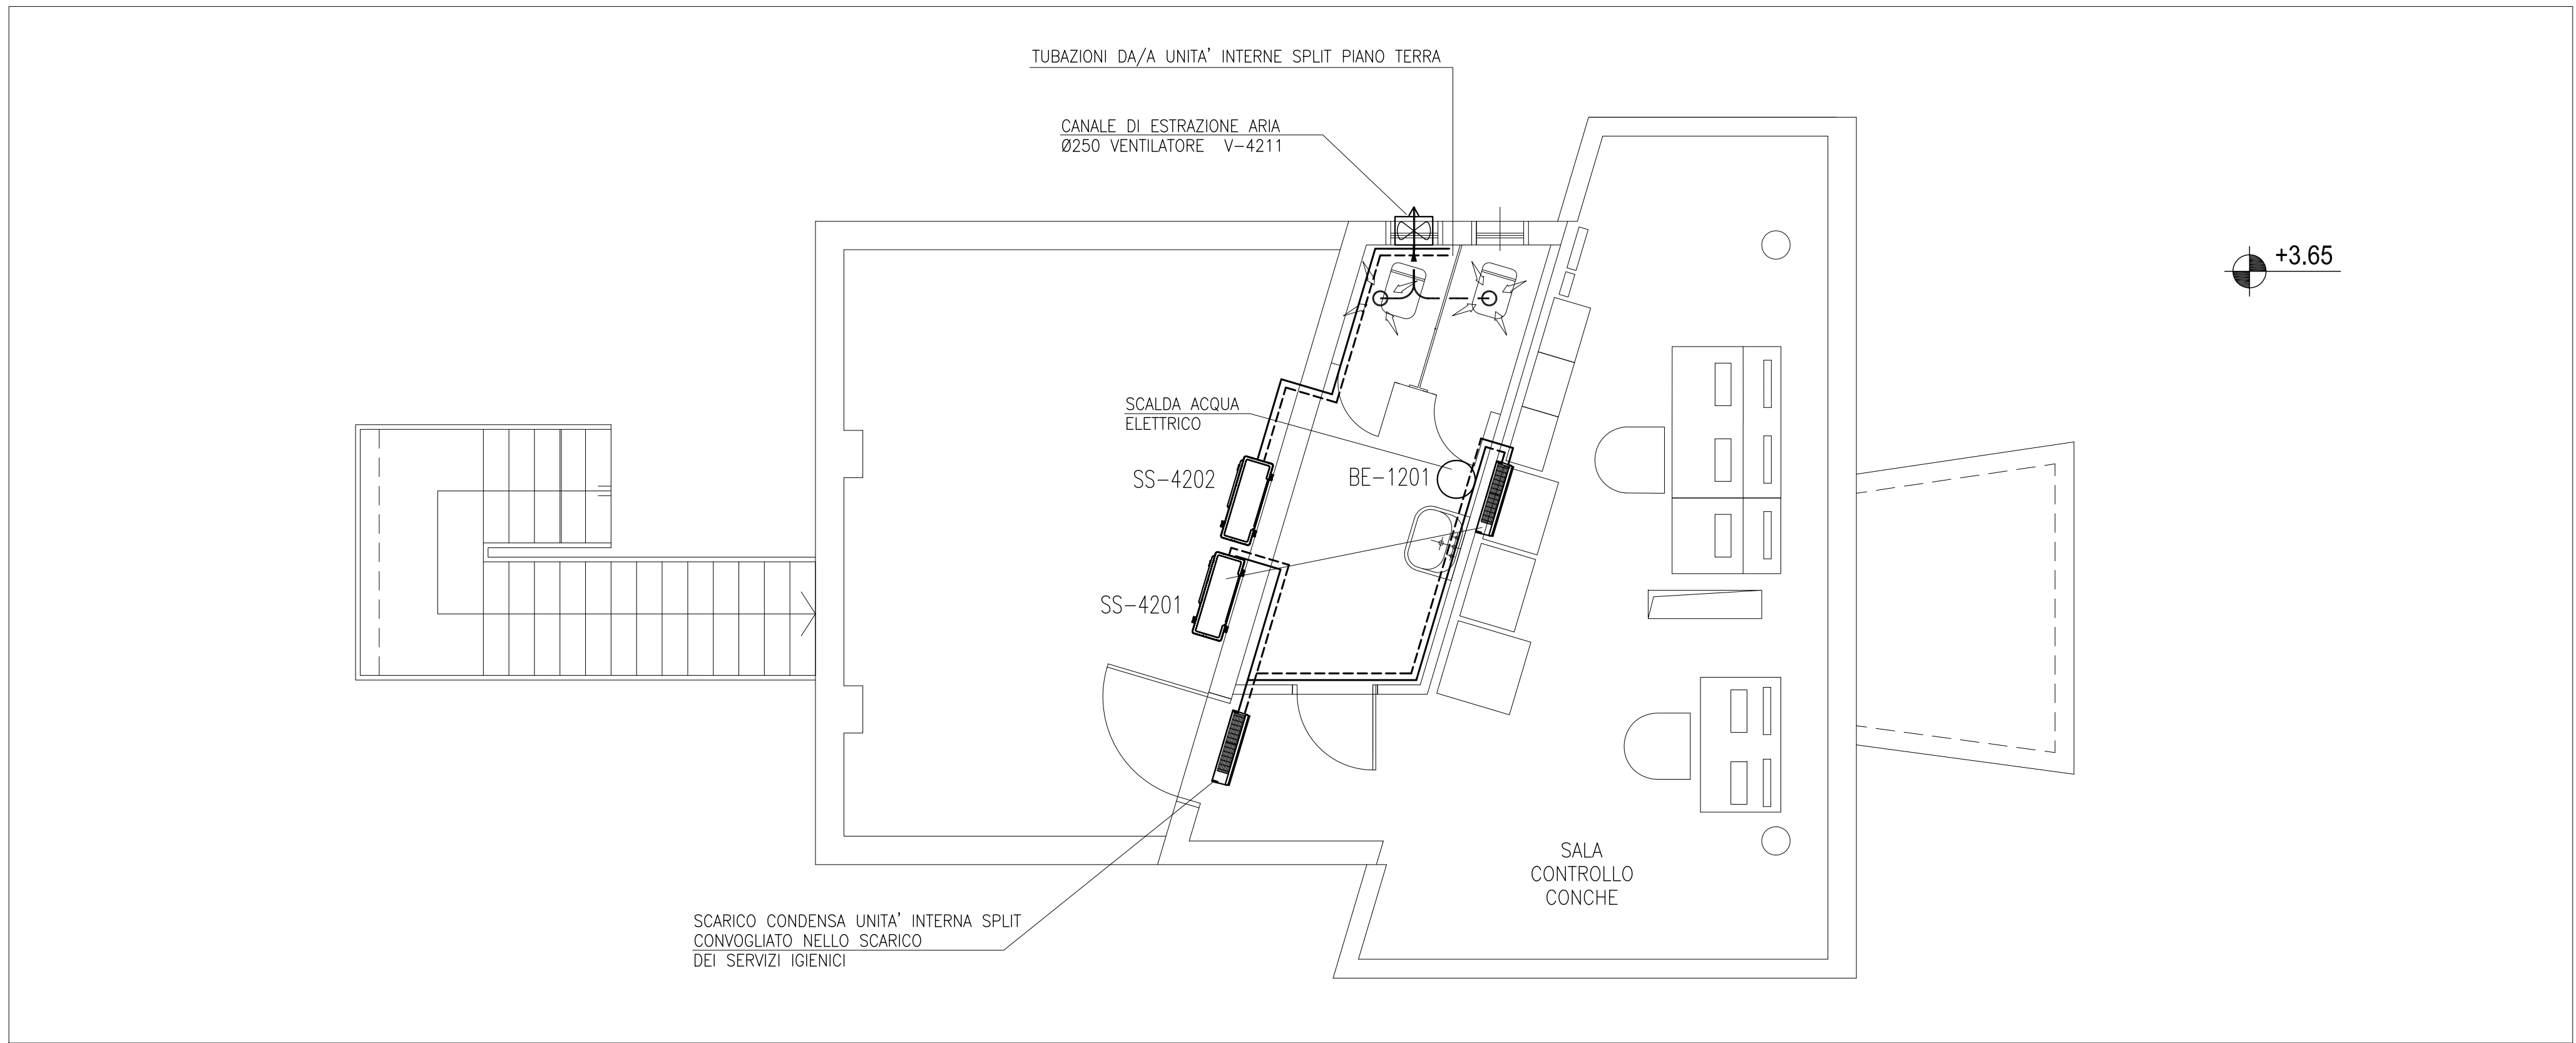 TUBAZIONI DA/A UNITA' INTERNE SPLIT PIANO TERRA
CANALE DI ESTRAZIONE ARIA
Ø250 VENTILATORE V-4211
+3.65
SCALDA ACQUA
ELETTRICO
SS-4202
BE-1201
SS-4201
SALA
CONTROLLO
CONCHE
SCARICO CONDENSA UNITA' INTERNA SPLIT
CONVOGLIATO NELLO SCARICO
DEI SERVIZI IGIENICI